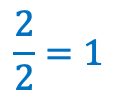 2/2 = 1